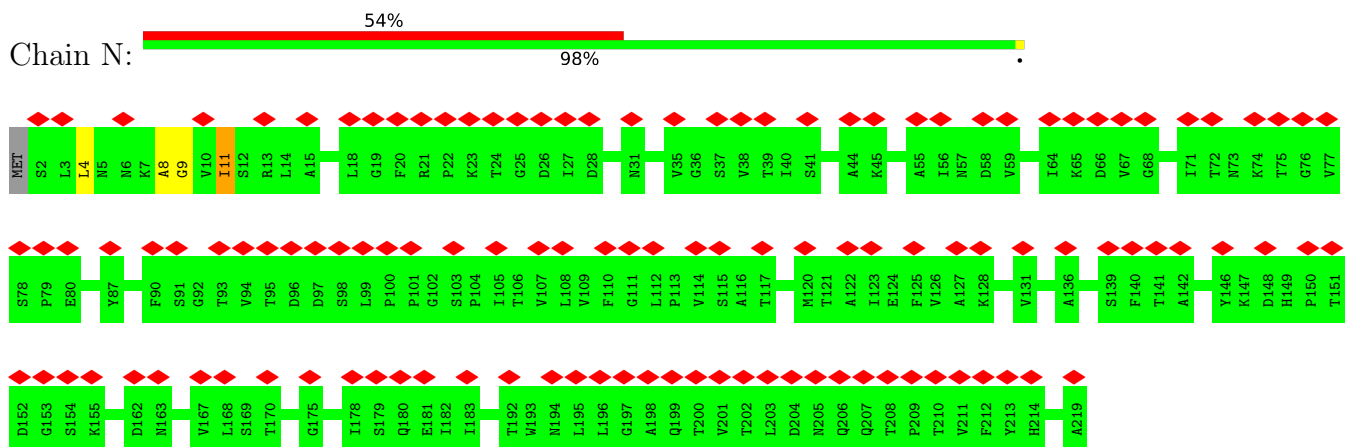 54%
Chain N:
98%
.
MET S2 L3 L4 N5 N6 K7 A8 G9 V10 I11 S12 R13 L14 A15 L18 G19 F20 R21 P22 K23 T24 G25 D26 I27 D28 N31 V35 G36 S37 V38 T39 I40 S41 A44 K45 A55 I56 N57 D58 V59 I64 K65 D66 V67 G68 I71 T72 N73 K74 T75 G76 V77
S78 P79 E80 Y87 F90 S91 G92 T93 V94 T95 D96 D97 S98 L99 P100 P101 G102 S103 P104 I105 T106 V107 L108 V109 F110 G111 L112 P113 V114 S115 A116 T117 M120 T121 A122 I123 E124 F125 V126 A127 K128 V131 A136 S139 F140 T141 A142 Y146 K147 D148 H149 P150 T151
D152 G153 S154 K155 D162 N163 V167 L168 S169 T170 G175 I178 S179 Q180 E181 I182 I183 T192 W193 N194 L195 L196 G197 A198 Q199 T200 V201 T202 L203 D204 N205 Q206 Q207 T208 P209 T210 V211 F212 Y213 H214 A219